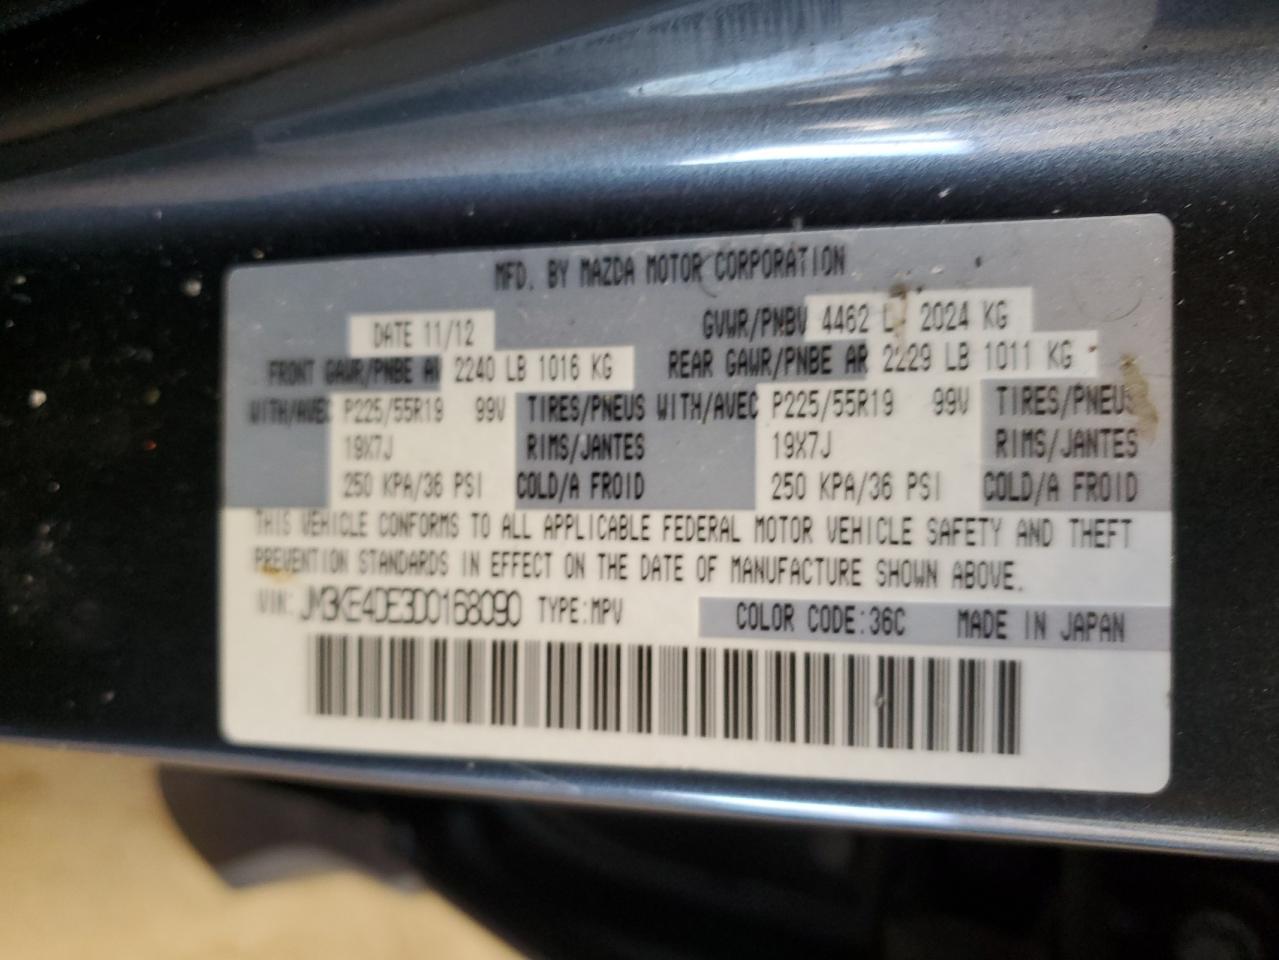 MFD. BY MAZDA MOTOR CORPORATION
DATE 11/12 GVWR/PNBV 4462 L 2024 KG
FRONT GAWR/PNBE AV 2240 LB 1016 KG REAR GAWR/PNBE AR 2229 LB 1011 KG
WITH/AVEC P225/55R19 99V TIRES/PNEUS WITH/AVEC P225/55R19 99V TIRES/PNEUS
19X7J RIMS/JANTES 19X7J RIMS/JANTES
250 KPA/36 PSI COLD/A FROID 250 KPA/36 PSI COLD/A FROID
THIS VEHICLE CONFORMS TO ALL APPLICABLE FEDERAL MOTOR VEHICLE SAFETY AND THEFT
PREVENTION STANDARDS IN EFFECT ON THE DATE OF MANUFACTURE SHOWN ABOVE.
VIN: JM3KE4DE3D0168090 TYPE:MPV COLOR CODE:36C MADE IN JAPAN